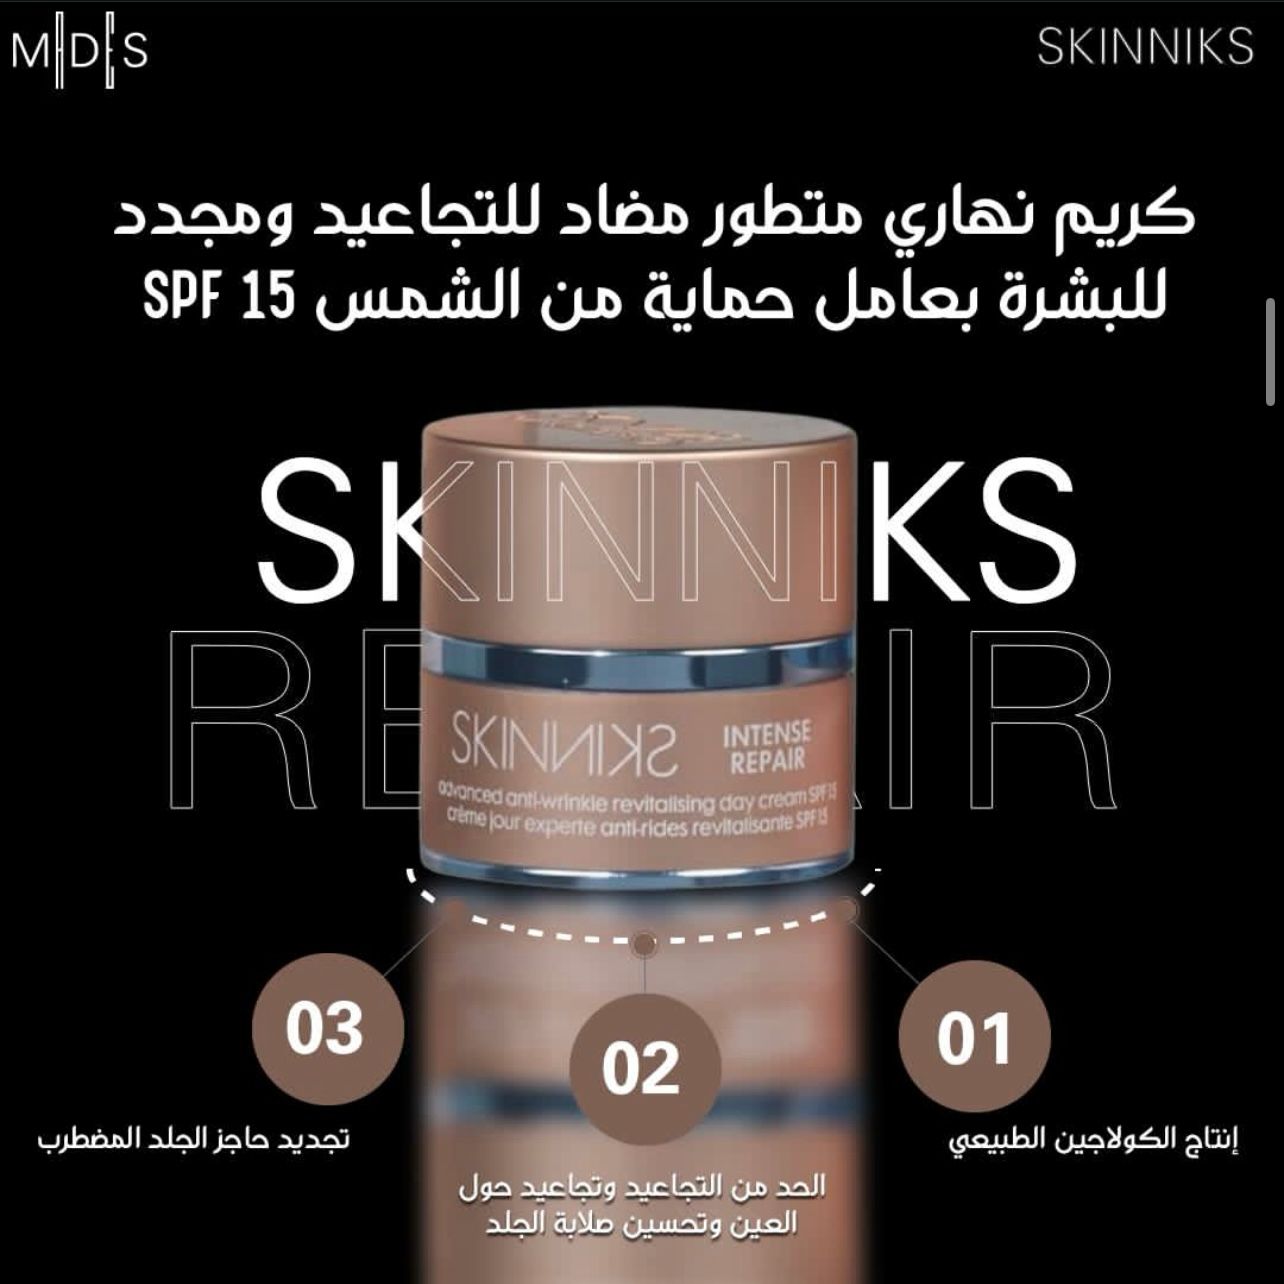 MADES
SKINNIKS
كريم نهاري متطور مضاد للتجاعيد ومجدد
للبشرة بعامل حماية من الشمس SPF 15
SKINNIKS
REPAIR
SKINNIKS
INTENSE
REPAIR
advanced anti-wrinkle revitalising day cream SPF 15
crème jour experte anti-rides revitalisante SPF 15
01
إنتاج الكولاجين الطبيعي
02
الحد من التجاعيد وتجاعيد حول
العين وتحسين صلابة الجلد
03
تجديد حاجز الجلد المضطرب